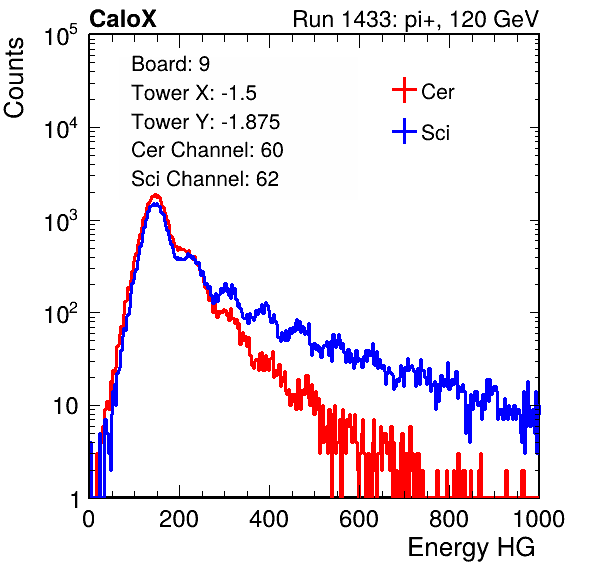 CaloX Run 1433: pi+, 120 GeV
Counts
10^5
10^4
10^3
10^2
10
1
Board: 9
Tower X: -1.5
Tower Y: -1.875
Cer Channel: 60
Sci Channel: 62
Cer
Sci
0 200 400 600 800 1000
Energy HG